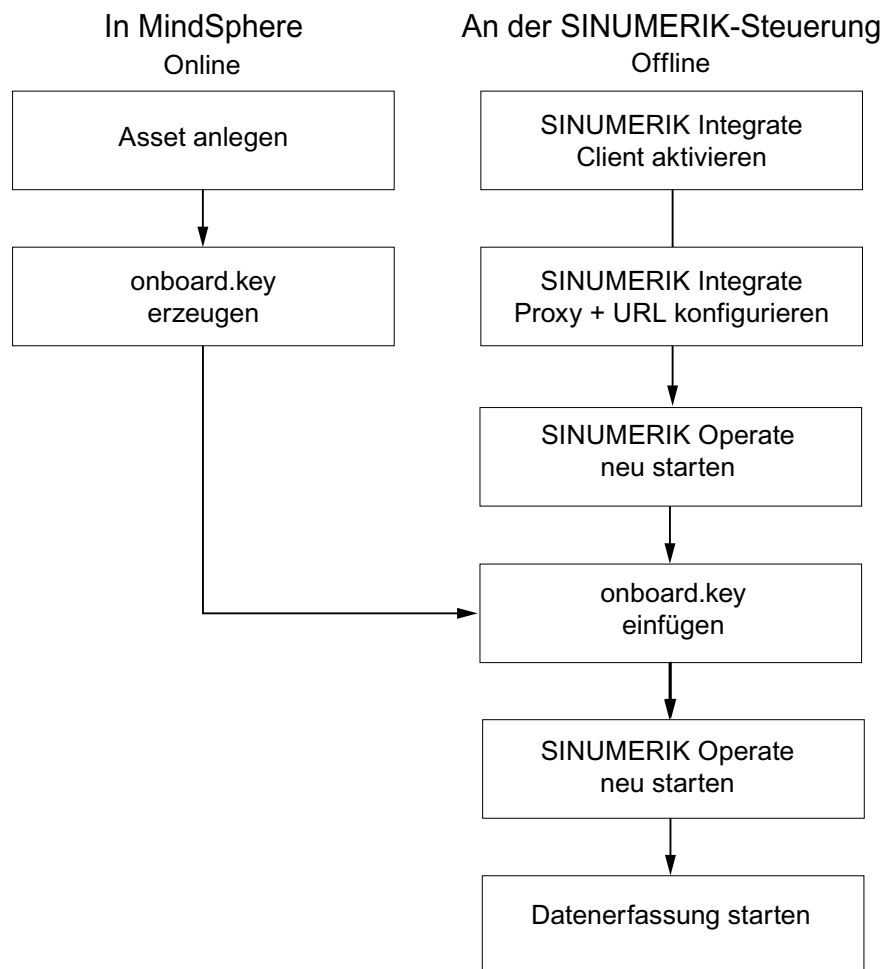 In MindSphere
Online
Asset anlegen
onboard.key
erzeugen
An der SINUMERIK-Steuerung
Offline
SINUMERIK Integrate
Client aktivieren
SINUMERIK Integrate
Proxy + URL konfigurieren
SINUMERIK Operate
neu starten
onboard.key
einfügen
SINUMERIK Operate
neu starten
Datenerfassung starten